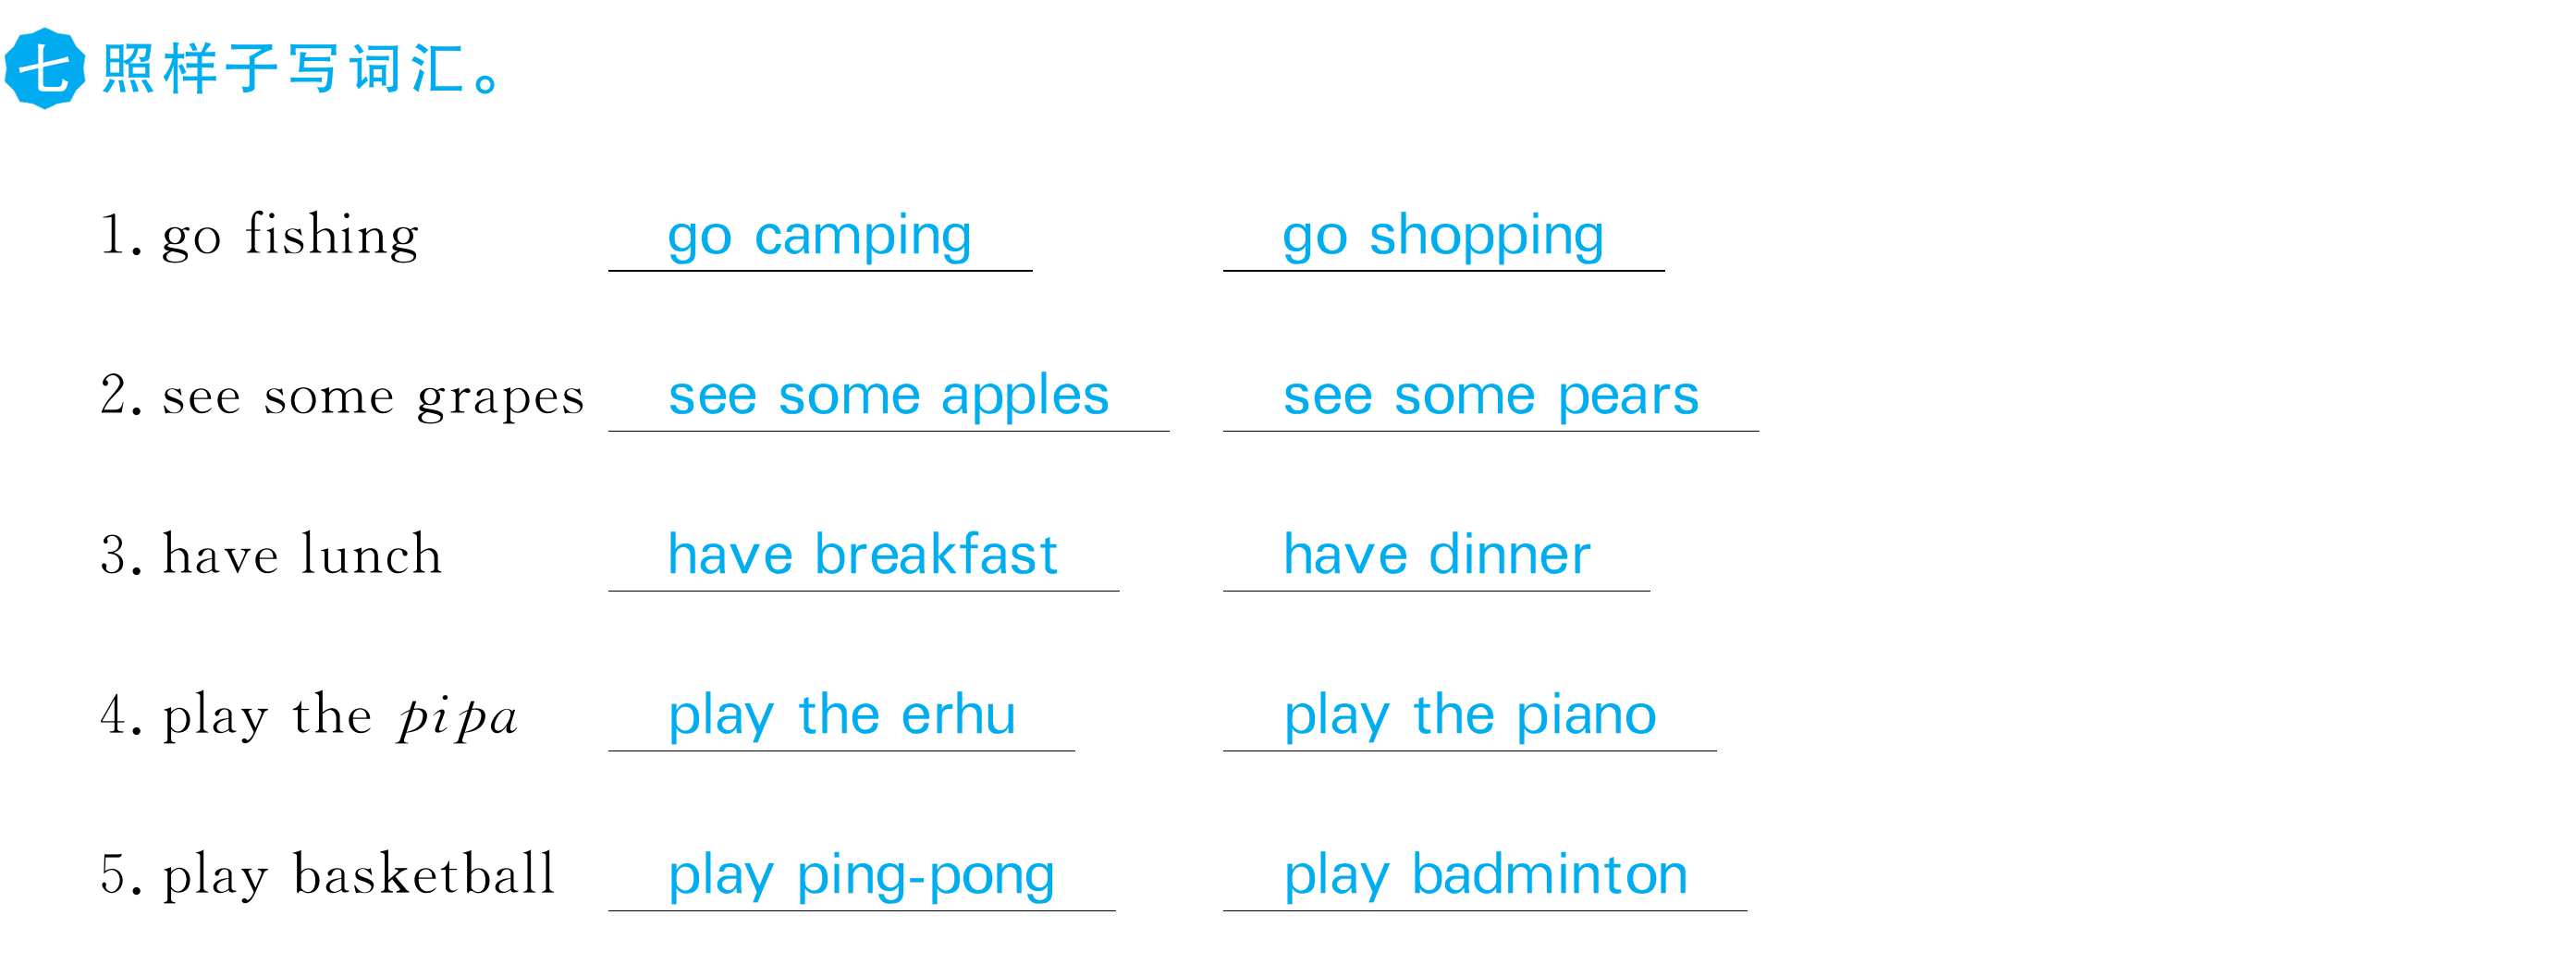 七 照样子写词汇。
1. go fishing go camping go shopping
2. see some grapes see some apples see some pears
3. have lunch have breakfast have dinner
4. play the pipa play the erhu play the piano
5. play basketball play ping-pong play badminton